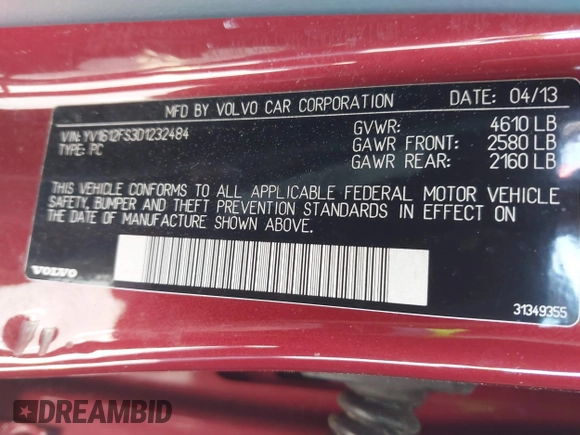 MFD BY VOLVO CAR CORPORATION DATE: 04/13
VIN: YV1612FS3D1232484
TYPE: PC
GVWR: 4610 LB
GAWR FRONT: 2580 LB
GAWR REAR: 2160 LB
THIS VEHICLE CONFORMS TO ALL APPLICABLE FEDERAL MOTOR VEHICLE
SAFETY, BUMPER AND THEFT PREVENTION STANDARDS IN EFFECT ON
THE DATE OF MANUFACTURE SHOWN ABOVE.
VOLVO
31349355
DREAMBID